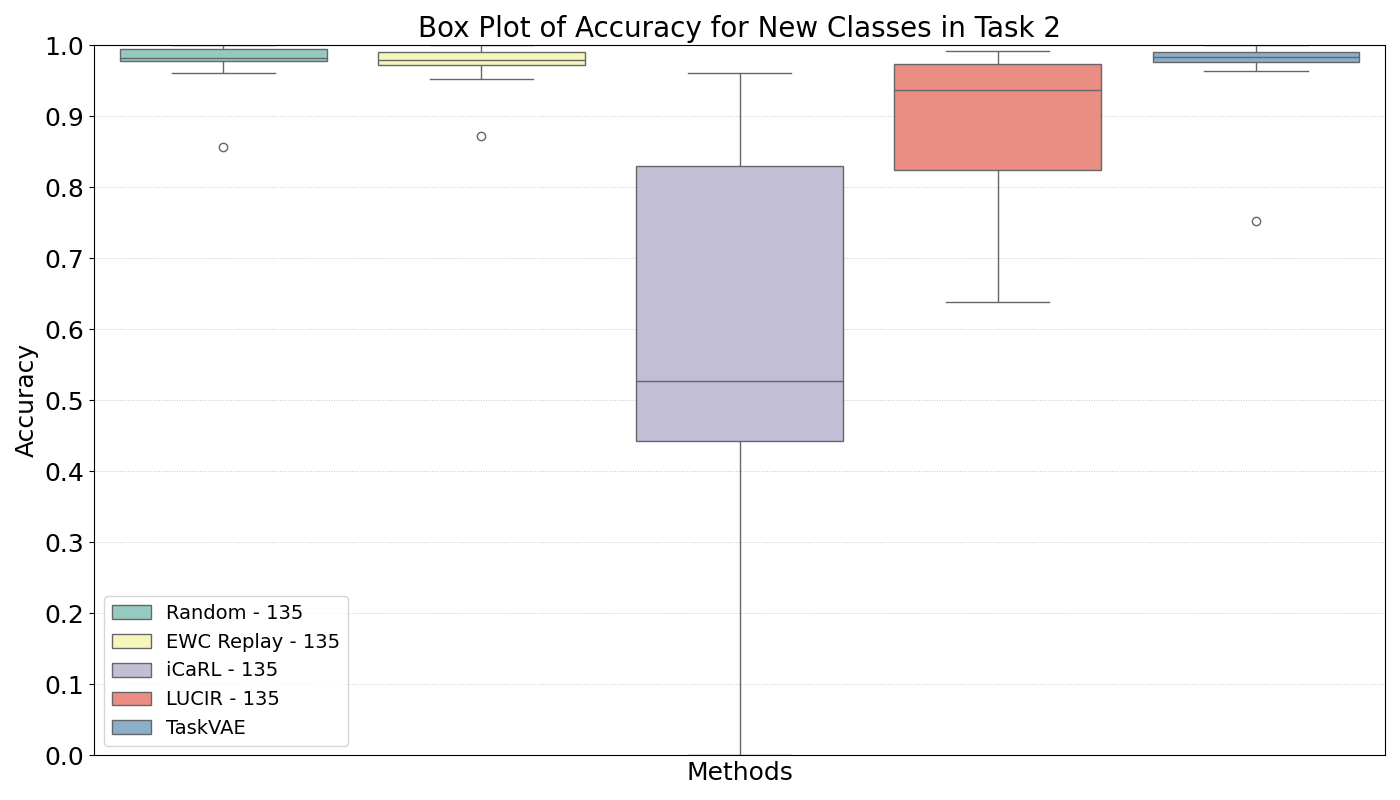 Box Plot of Accuracy for New Classes in Task 2
1.0
0.9
0.8
0.7
0.6
0.5
0.4
0.3
0.2
0.1
0.0
Accuracy
Random - 135
EWC Replay - 135
iCaRL - 135
LUCIR - 135
TaskVAE
Methods